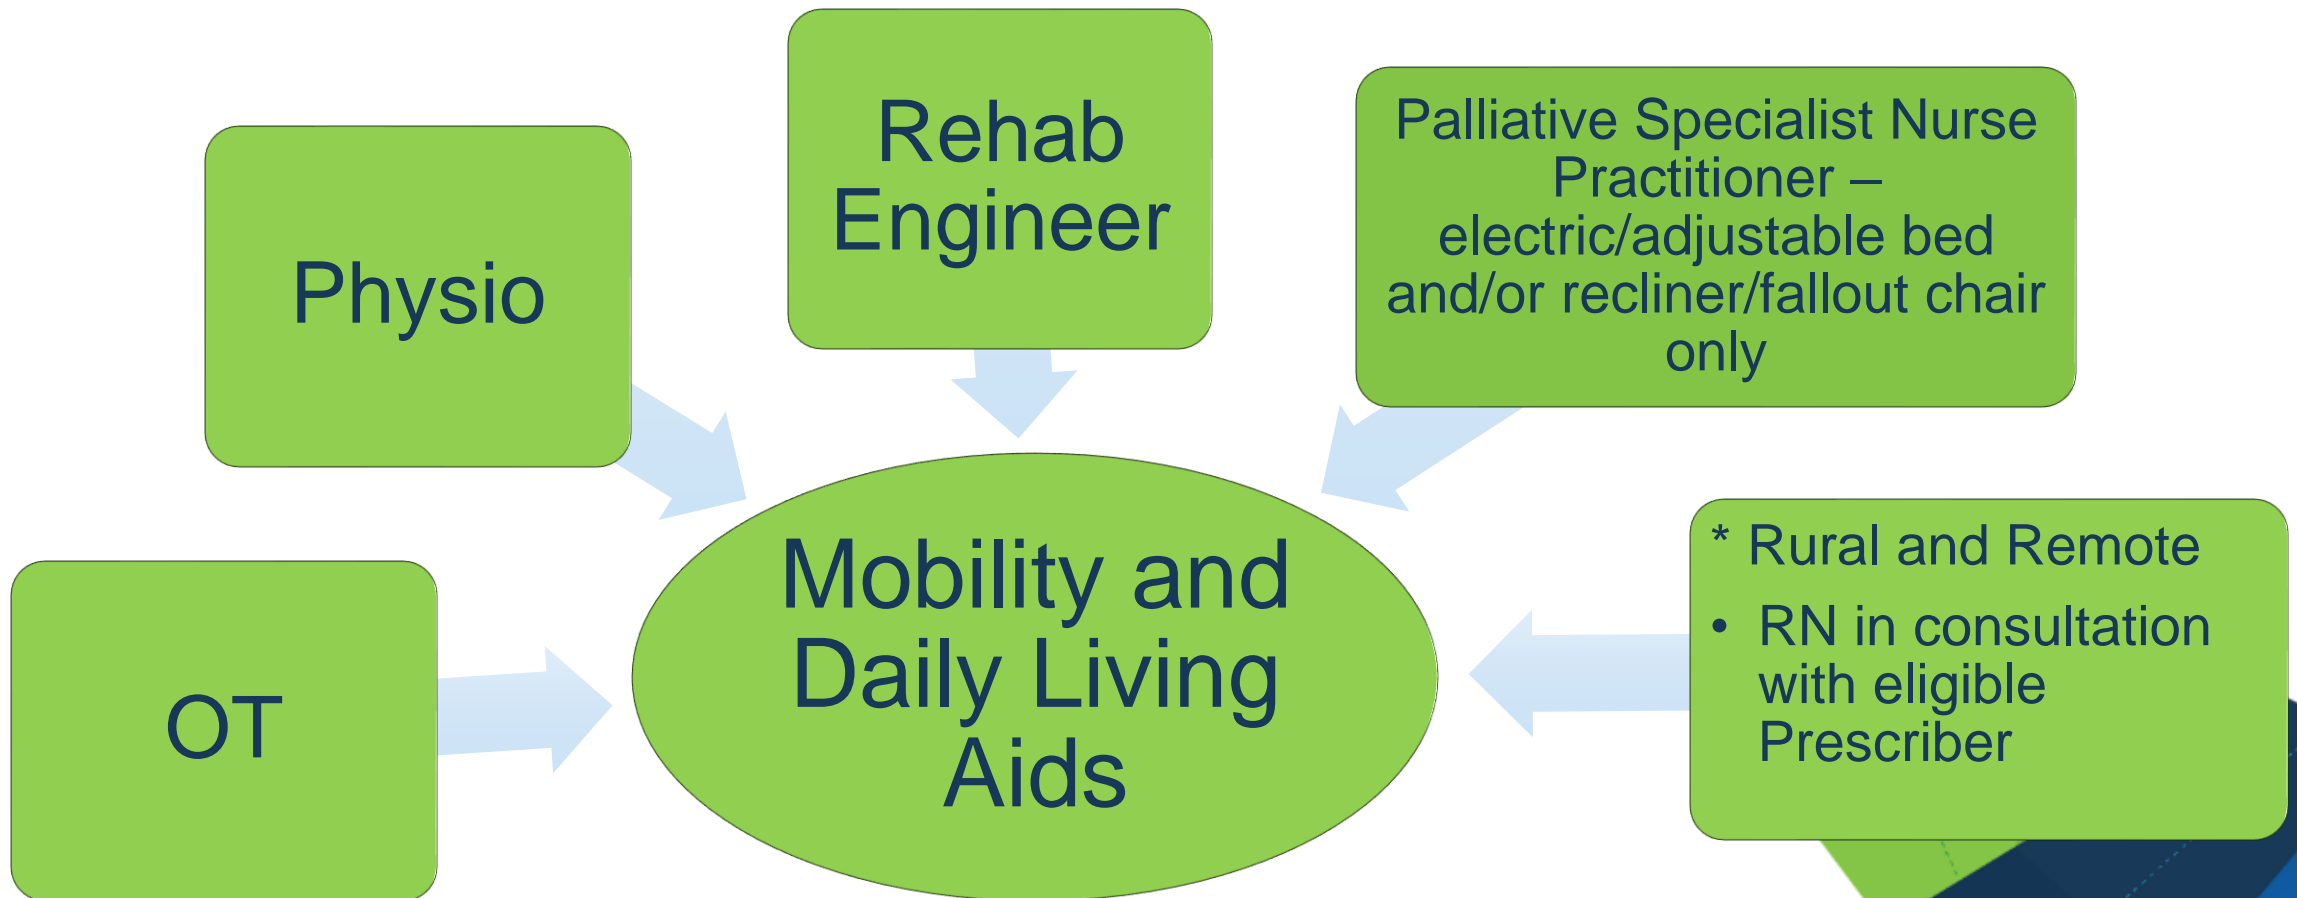 Physio
Rehab
Engineer
Palliative Specialist Nurse
Practitioner –
electric/adjustable bed
and/or recliner/fallout chair
only
OT
Mobility and
Daily Living
Aids
* Rural and Remote
• RN in consultation
with eligible
Prescriber